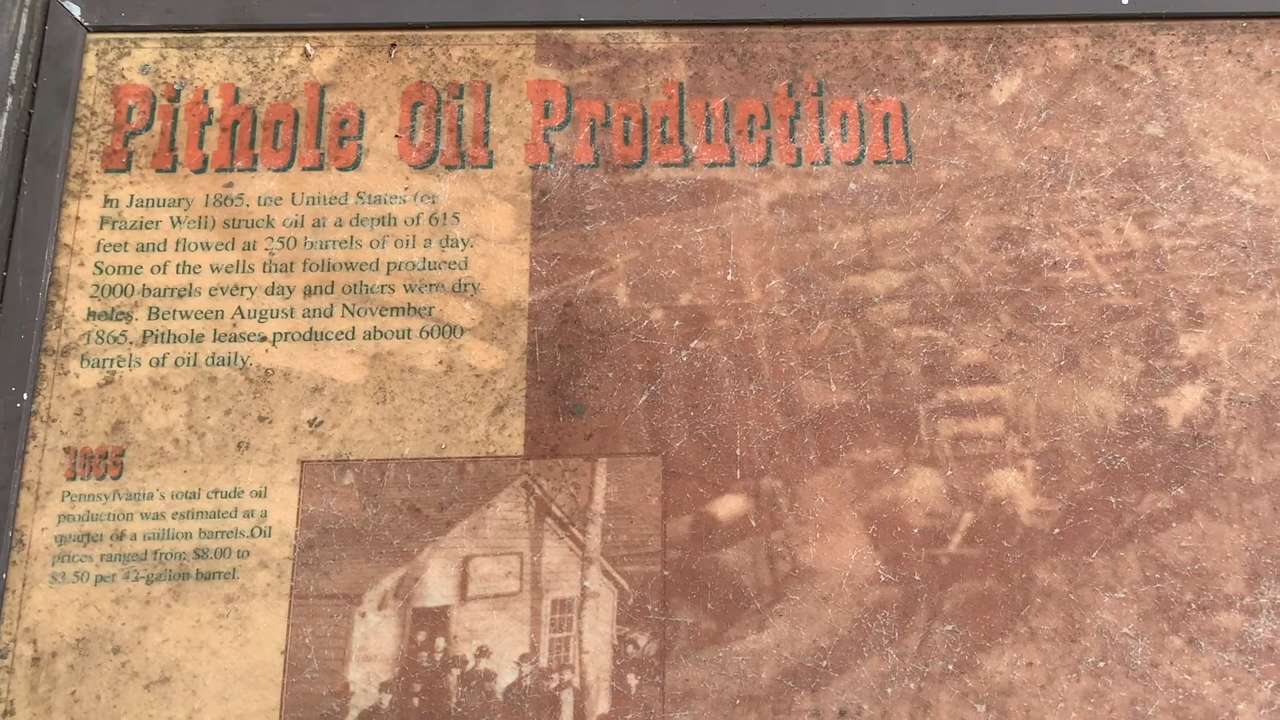 Pithole Oil Production
In January 1865, the United States (or
Frazier Well) struck oil at a depth of 615
feet and flowed at 250 barrels of oil a day.
Some of the wells that followed produced
2000 barrels every day and others were dry
holes. Between August and November
1865, Pithole leases produced about 6000
barrels of oil daily.
1865
Pennsylvania's total crude oil
production was estimated at a
quarter of a million barrels.Oil
prices ranged from $8.00 to
$3.50 per 42-gallon barrel.